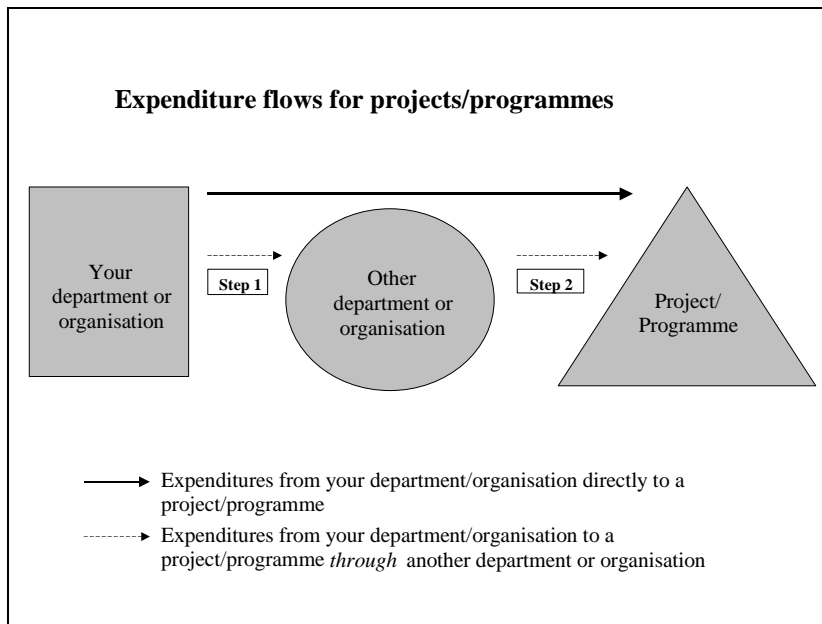 Expenditure flows for projects/programmes
Your
department or
organisation
Step 1
Other
department or
organisation
Step 2
Project/
Programme
Expenditures from your department/organisation directly to a
project/programme
Expenditures from your department/organisation to a
project/programme through another department or organisation